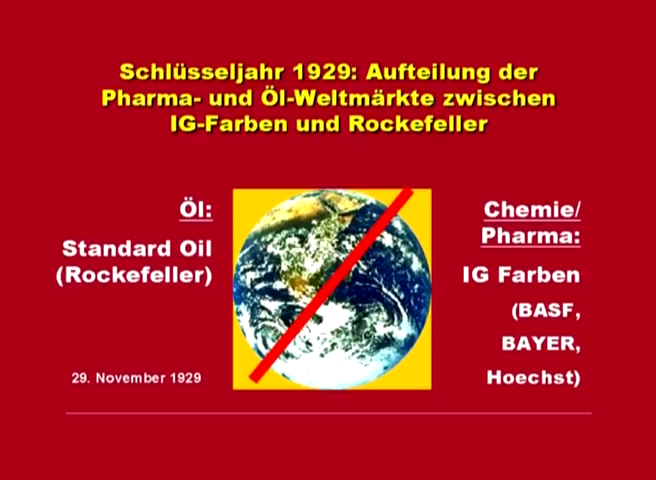 Schlüsseljahr 1929: Aufteilung der
Pharma- und Öl-Weltmärkte zwischen
IG-Farben und Rockefeller
Öl:
Standard Oil
(Rockefeller)
29. November 1929
Chemie/
Pharma:
IG Farben
(BASF,
BAYER,
Hoechst)